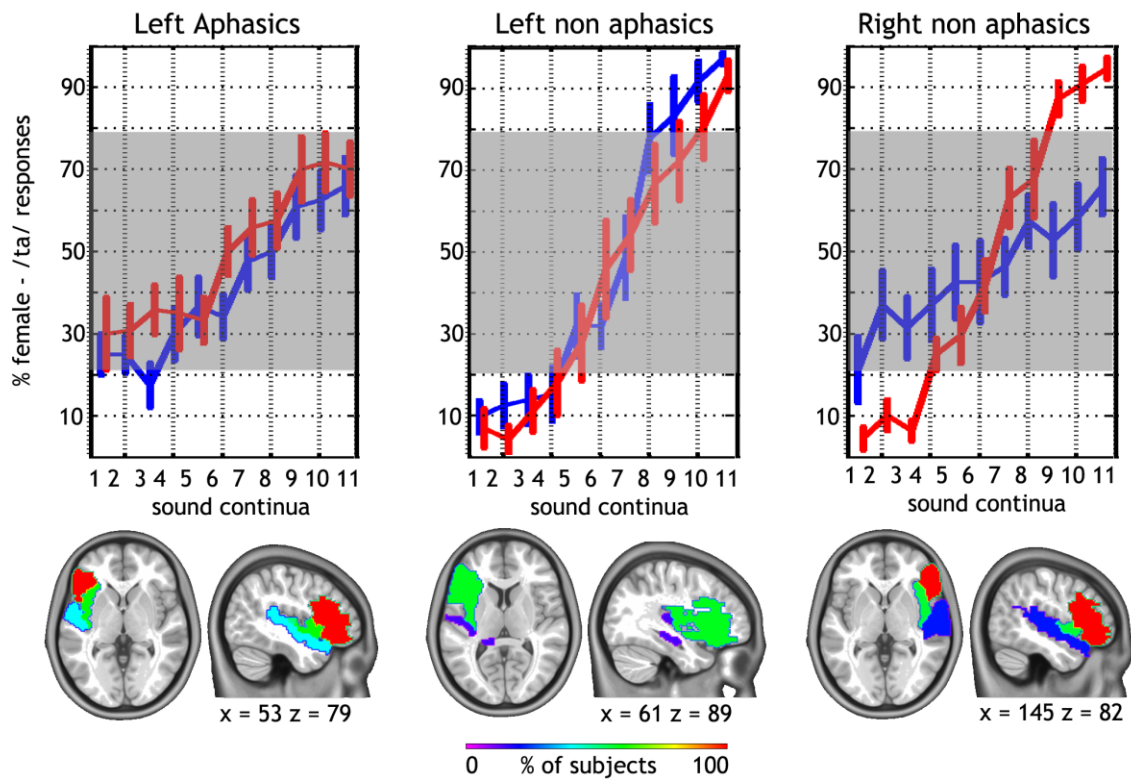 Left Aphasics Left non aphasics Right non aphasics
% female - /ta/ responses
90 90 90
70 70 70
50 50 50
30 30 30
10 10 10
1 2 3 4 5 6 7 8 9 10 11 1 2 3 4 5 6 7 8 9 10 11 1 2 3 4 5 6 7 8 9 10 11
sound continua sound continua sound continua
x = 53 z = 79 x = 61 z = 89 x = 145 z = 82
0 % of subjects 100